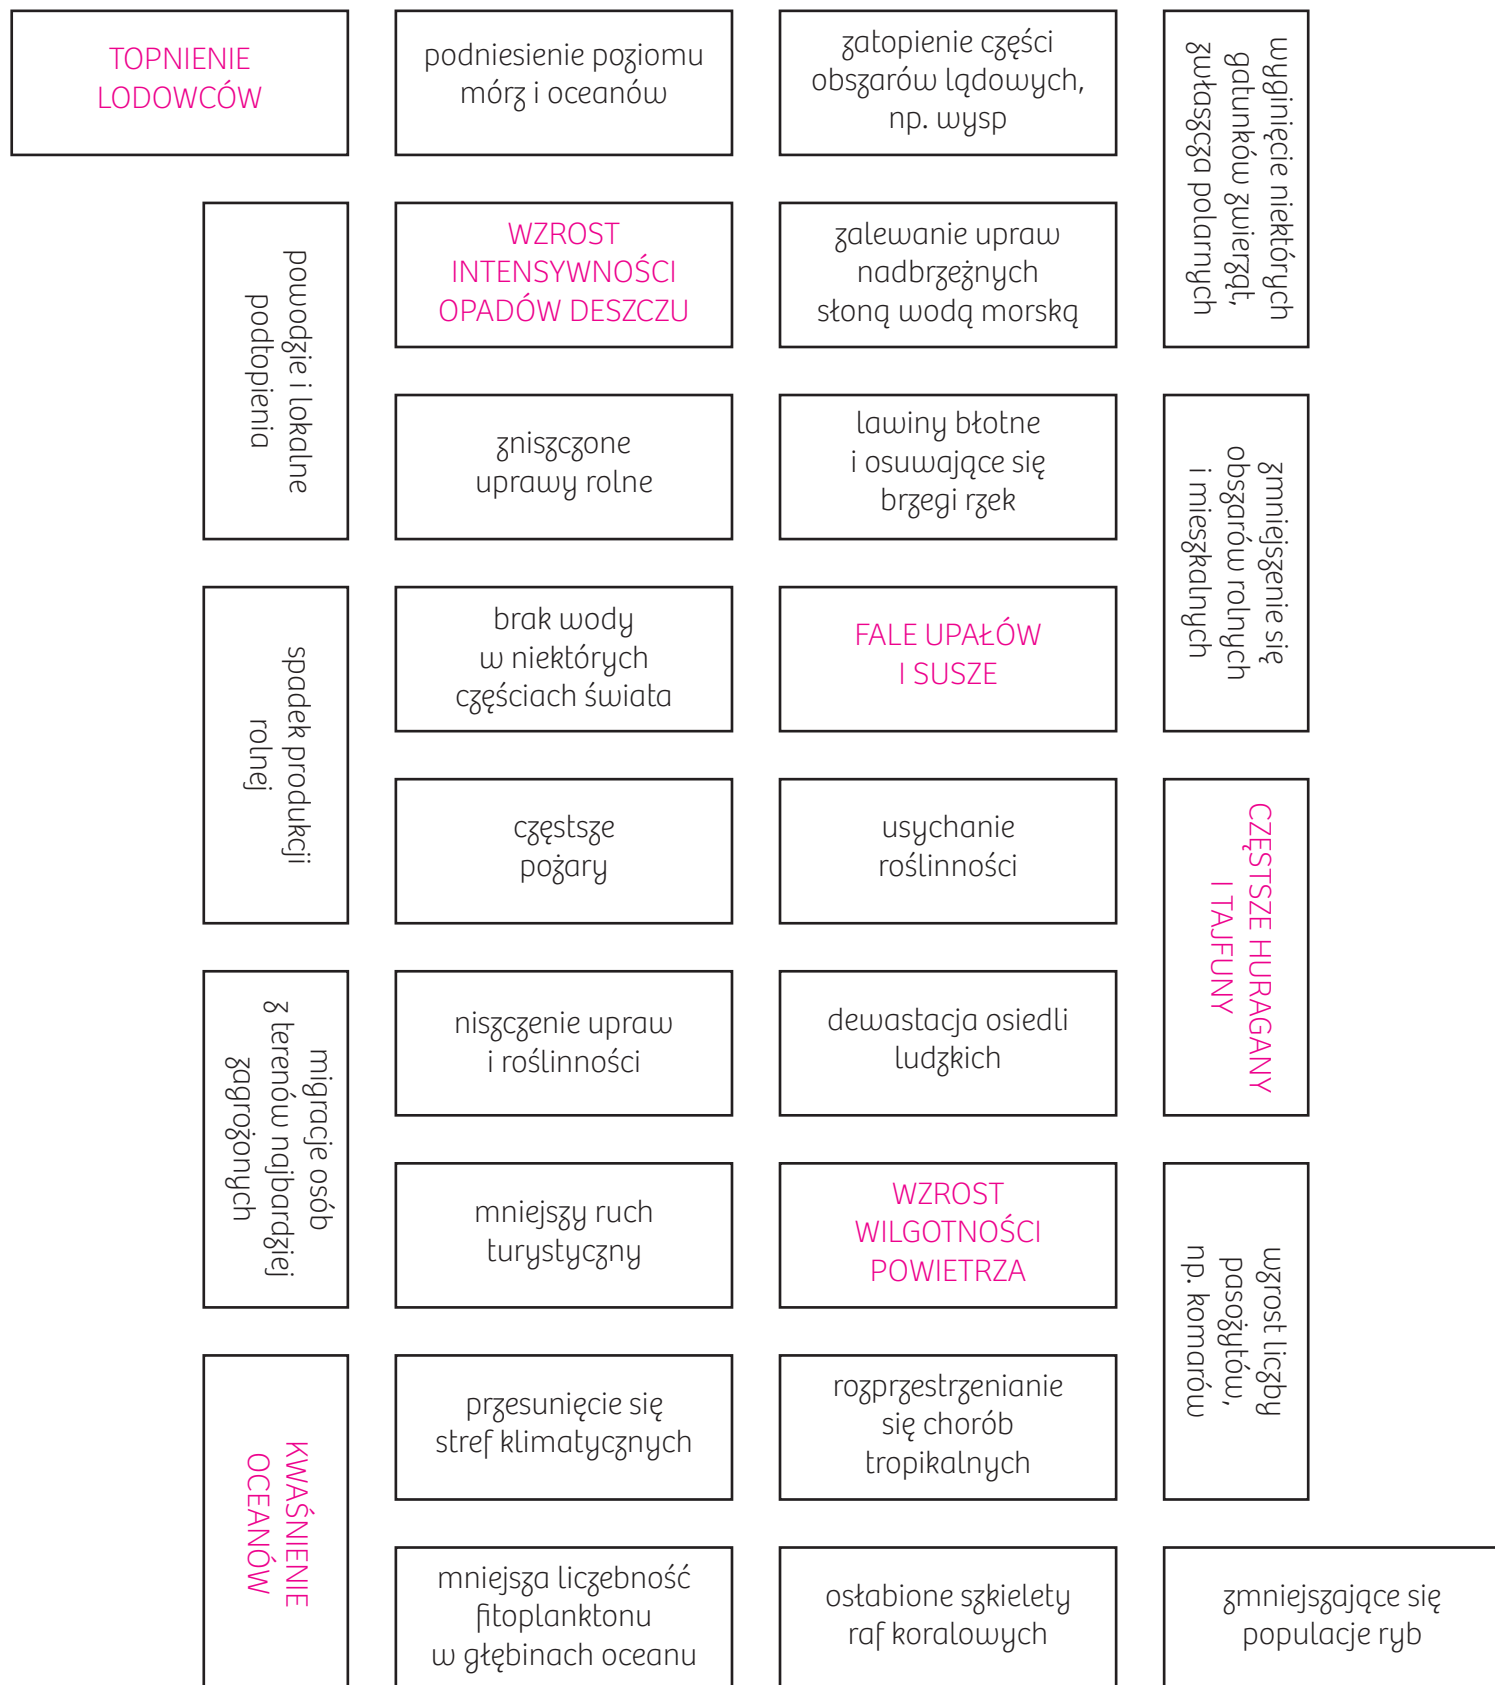 TOPNIENIE
LODOWCÓW
podniesienie poziomu
mórz i oceanów
zatopienie części
obszarów lądowych,
np. wysp
wyginięcie niektórych
gatunków zwierząt,
zwłaszcza polarnych
powodzie i lokalne
podtopienia
WZROST
INTENSYWNOŚCI
OPADÓW DESZCZU
zalewanie upraw
nadbrzeżnych
słoną wodą morską
zniszczone
uprawy rolne
lawiny błotne
i osuwające się
brzegi rzek
zmniejszenie się
obszarów rolnych
i mieszkalnych
spadek produkcji
rolnej
brak wody
w niektórych
częściach świata
FALE UPAŁÓW
I SUSZE
częstsze
pożary
usychanie
roślinności
CZĘSTSZE HURAGANY
I TAJFUNY
migracje osób
z terenów najbardziej
zagrożonych
niszczenie upraw
i roślinności
dewastacja osiedli
ludzkich
mniejszy ruch
turystyczny
WZROST
WILGOTNOŚCI
POWIETRZA
wzrost liczby
pasożytów,
np. komarów
KWAŚNIENIE
OCEANÓW
przesunięcie się
stref klimatycznych
rozprzestrzenianie
się chorób
tropikalnych
mniejsza liczebność
fitoplanktonu
w głębinach oceanu
osłabione szkielety
raf koralowych
zmniejszające się
populacje ryb